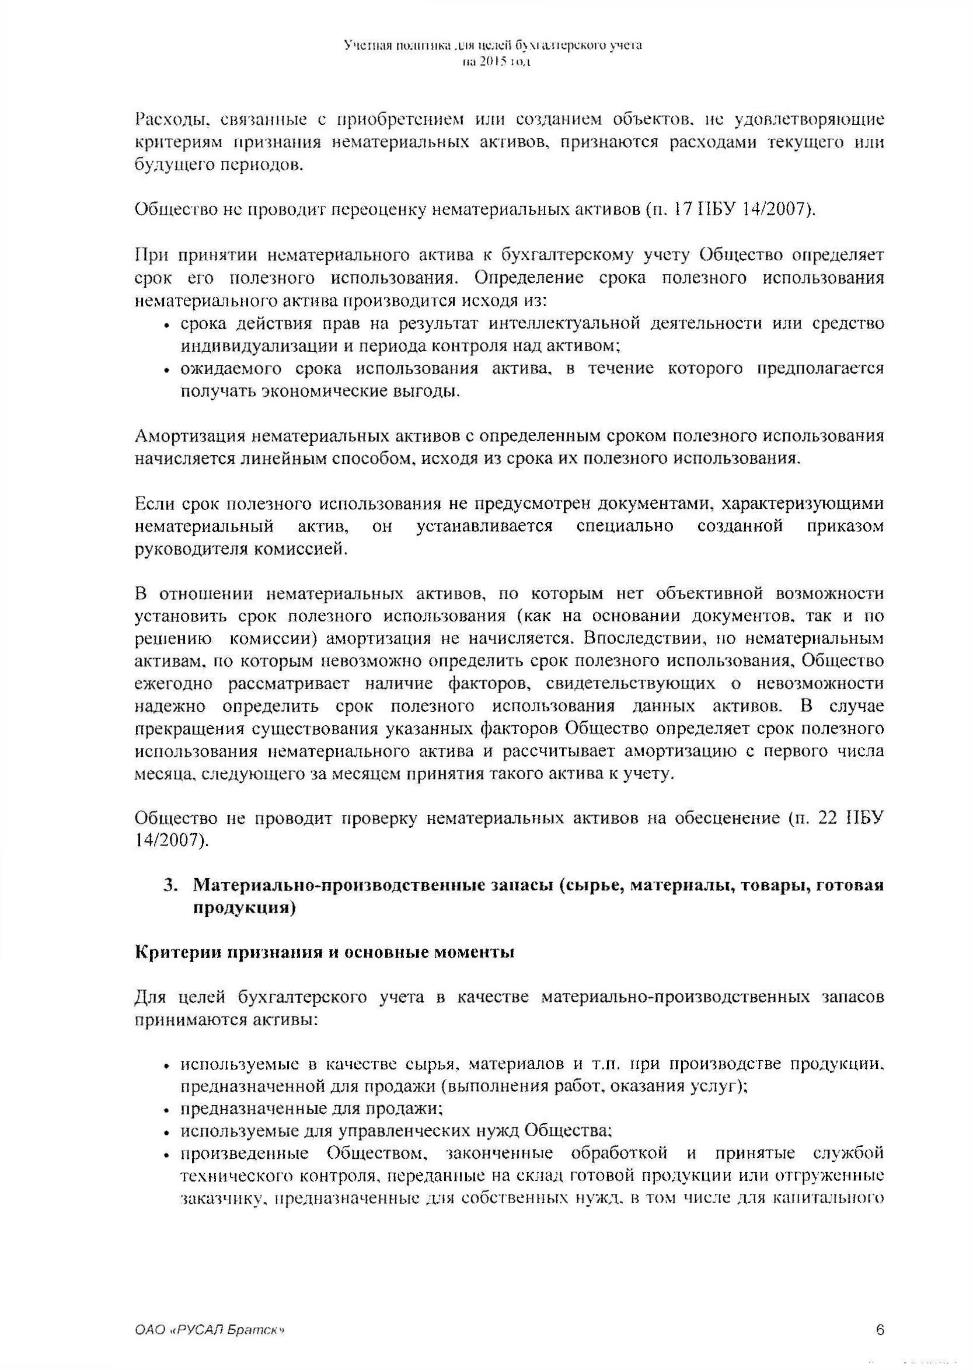 Учетная политика для целей бухгалтерского учета
на 2015 год
Расходы, связанные с приобретением или созданием объектов, не удовлетворяющие
критериям признания нематериальных активов, признаются расходами текущего или
будущего периодов.
Общество не проводит переоценку нематериальных активов (п. 17 ПБУ 14/2007).
При принятии нематериального актива к бухгалтерскому учету Общество определяет
срок его полезного использования. Определение срока полезного использования
нематериального актива производится исходя из:
• срока действия прав на результат интеллектуальной деятельности или средство
индивидуализации и периода контроля над активом;
• ожидаемого срока использования актива, в течение которого предполагается
получать экономические выгоды.
Амортизация нематериальных активов с определенным сроком полезного использования
начисляется линейным способом, исходя из срока их полезного использования.
Если срок полезного использования не предусмотрен документами, характеризующими
нематериальный актив, он устанавливается специально созданной приказом
руководителя комиссией.
В отношении нематериальных активов, по которым нет объективной возможности
установить срок полезного использования (как на основании документов, так и по
решению комиссии) амортизация не начисляется. Впоследствии, по нематериальным
активам, по которым невозможно определить срок полезного использования, Общество
ежегодно рассматривает наличие факторов, свидетельствующих о невозможности
надежно определить срок полезного использования данных активов. В случае
прекращения существования указанных факторов Общество определяет срок полезного
использования нематериального актива и рассчитывает амортизацию с первого числа
месяца, следующего за месяцем принятия такого актива к учету.
Общество не проводит проверку нематериальных активов на обесценение (п. 22 ПБУ
14/2007).
3. Материально-производственные запасы (сырье, материалы, товары, готовая
продукция)
Критерии признания и основные моменты
Для целей бухгалтерского учета в качестве материально-производственных запасов
принимаются активы:
• используемые в качестве сырья, материалов и т.п. при производстве продукции,
предназначенной для продажи (выполнения работ, оказания услуг);
• предназначенные для продажи;
• используемые для управленческих нужд Общества;
• произведенные Обществом, законченные обработкой и принятые службой
технического контроля, переданные на склад готовой продукции или отгруженные
заказчику, предназначенные для собственных нужд, в том числе для капитального
ОАО «РУСАЛ Братск»
6